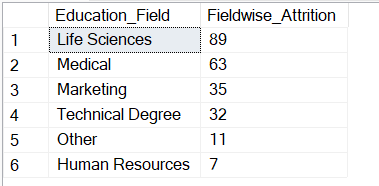 Education_Field Fieldwise_Attrition
1 Life Sciences 89
2 Medical 63
3 Marketing 35
4 Technical Degree 32
5 Other 11
6 Human Resources 7